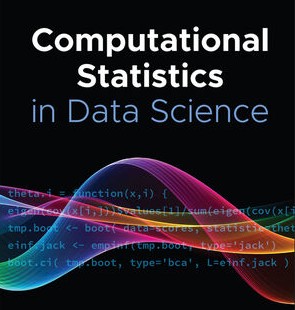 Computational
Statistics
in Data Science
theta.i = function(x,i) {
eigen(cov(x[i,]))$values[1]/sum(eigen(cov(x[i
tmp.boot <- boot( data=scores, statistic=thet
einf.jack <- empinf(tmp.boot, type='jack')
boot.ci( tmp.boot, type='bca', L=einf.jack )